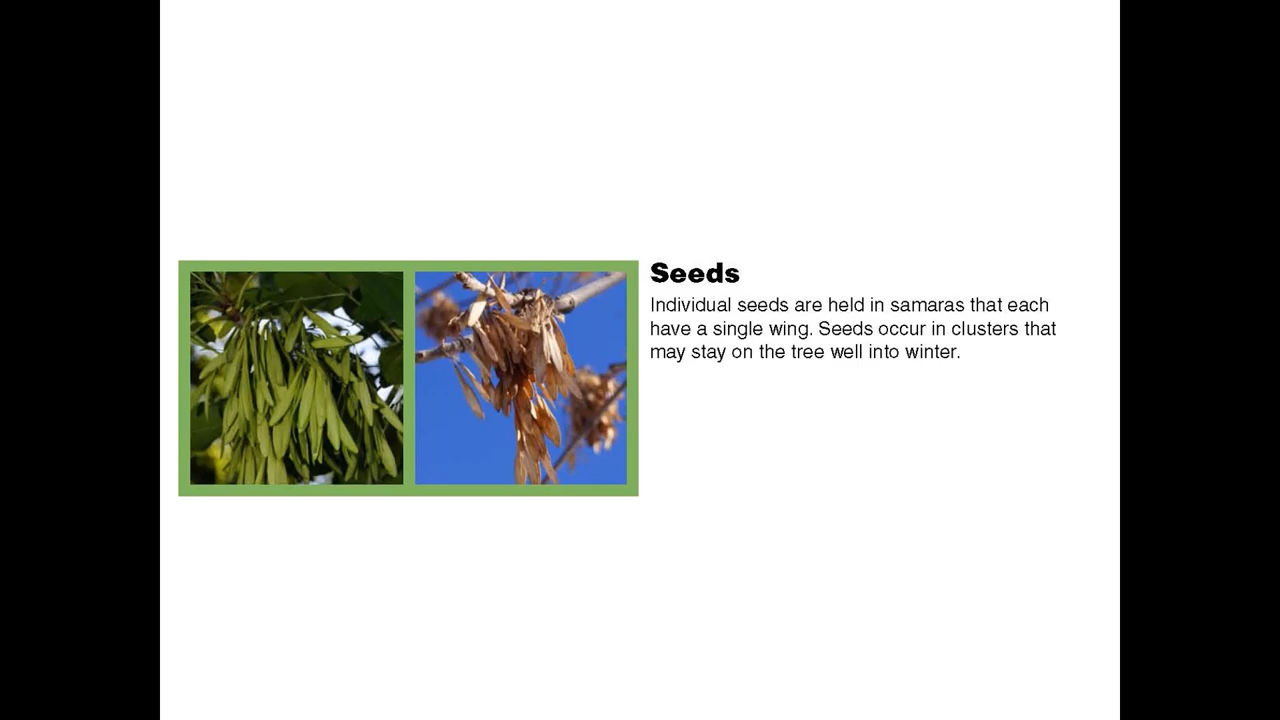 Seeds
Individual seeds are held in samaras that each
have a single wing. Seeds occur in clusters that
may stay on the tree well into winter.